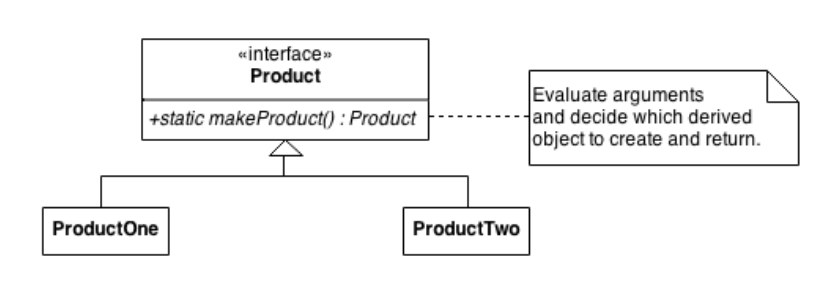 «interface»
Product
+static makeProduct() : Product
Evaluate arguments
and decide which derived
object to create and return.
ProductOne
ProductTwo